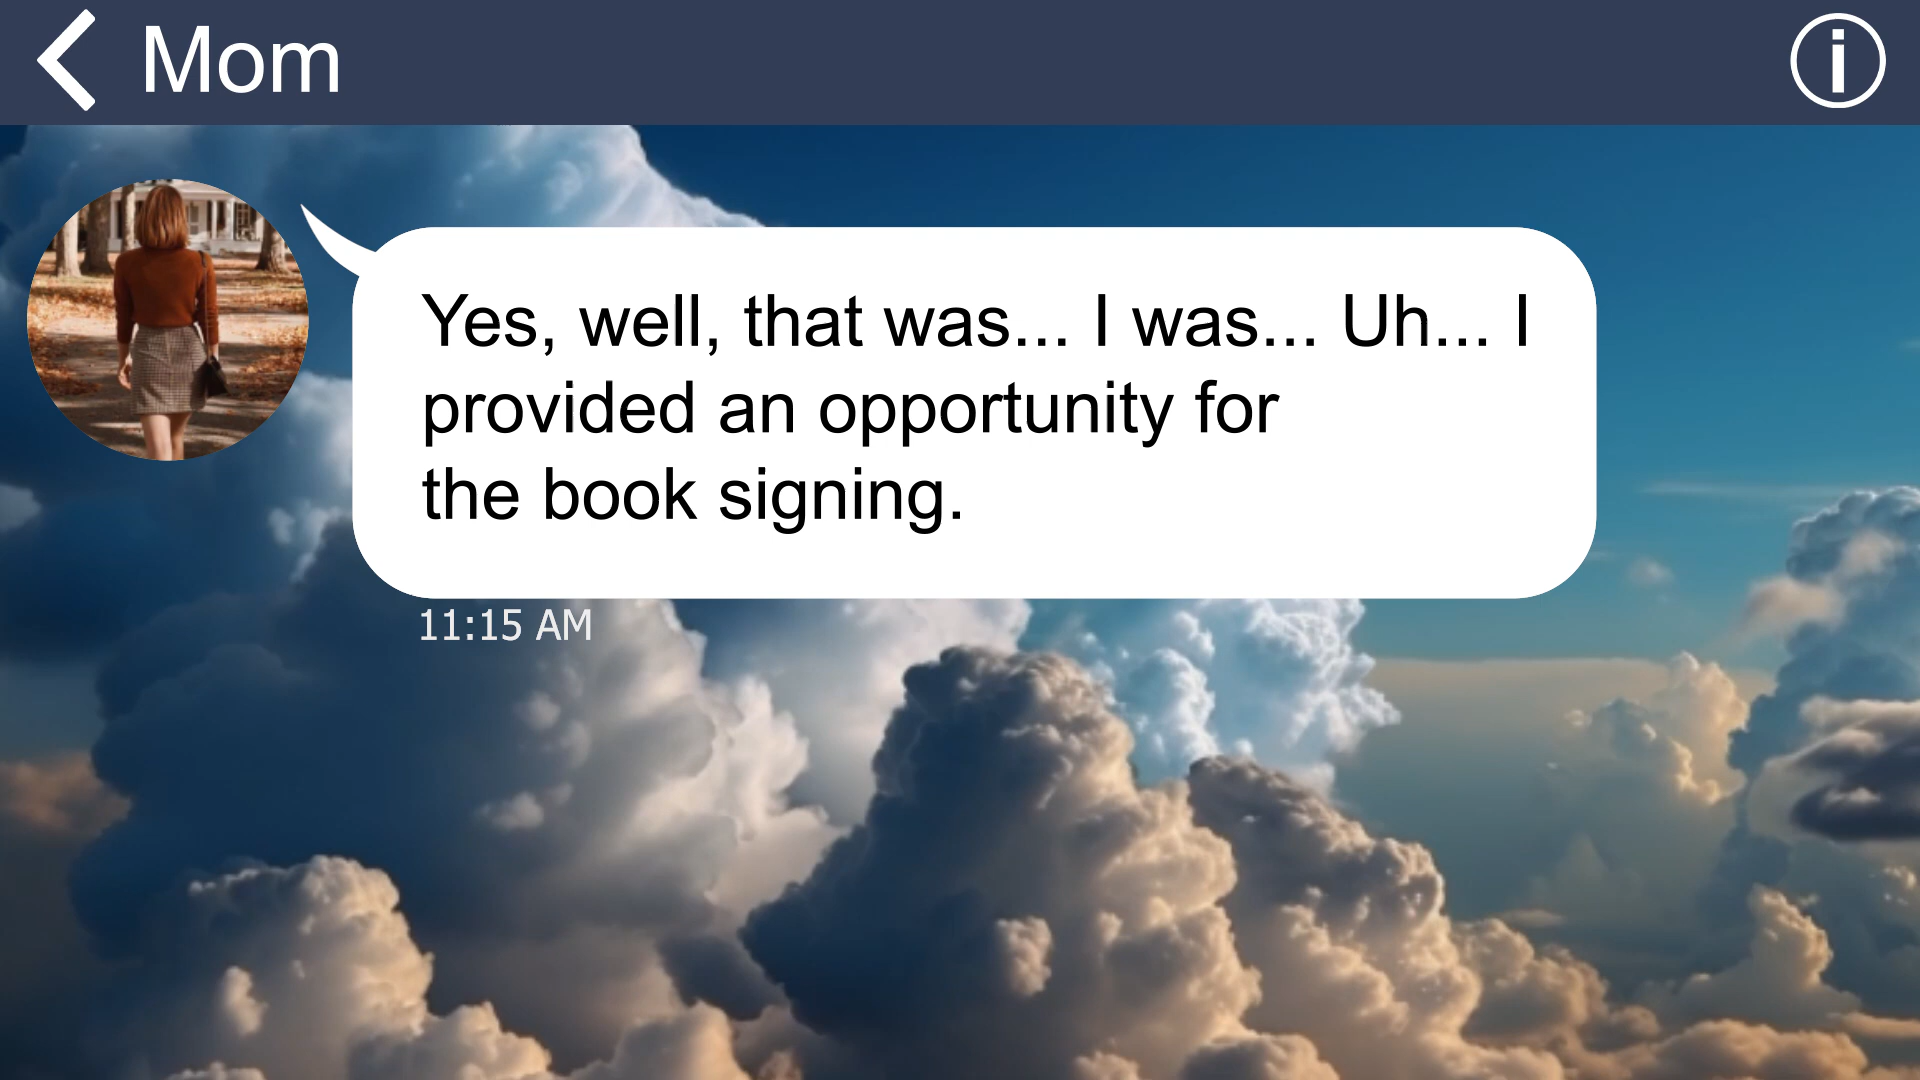 Mom
Yes, well, that was... I was... Uh... I
provided an opportunity for
the book signing.
11:15 AM